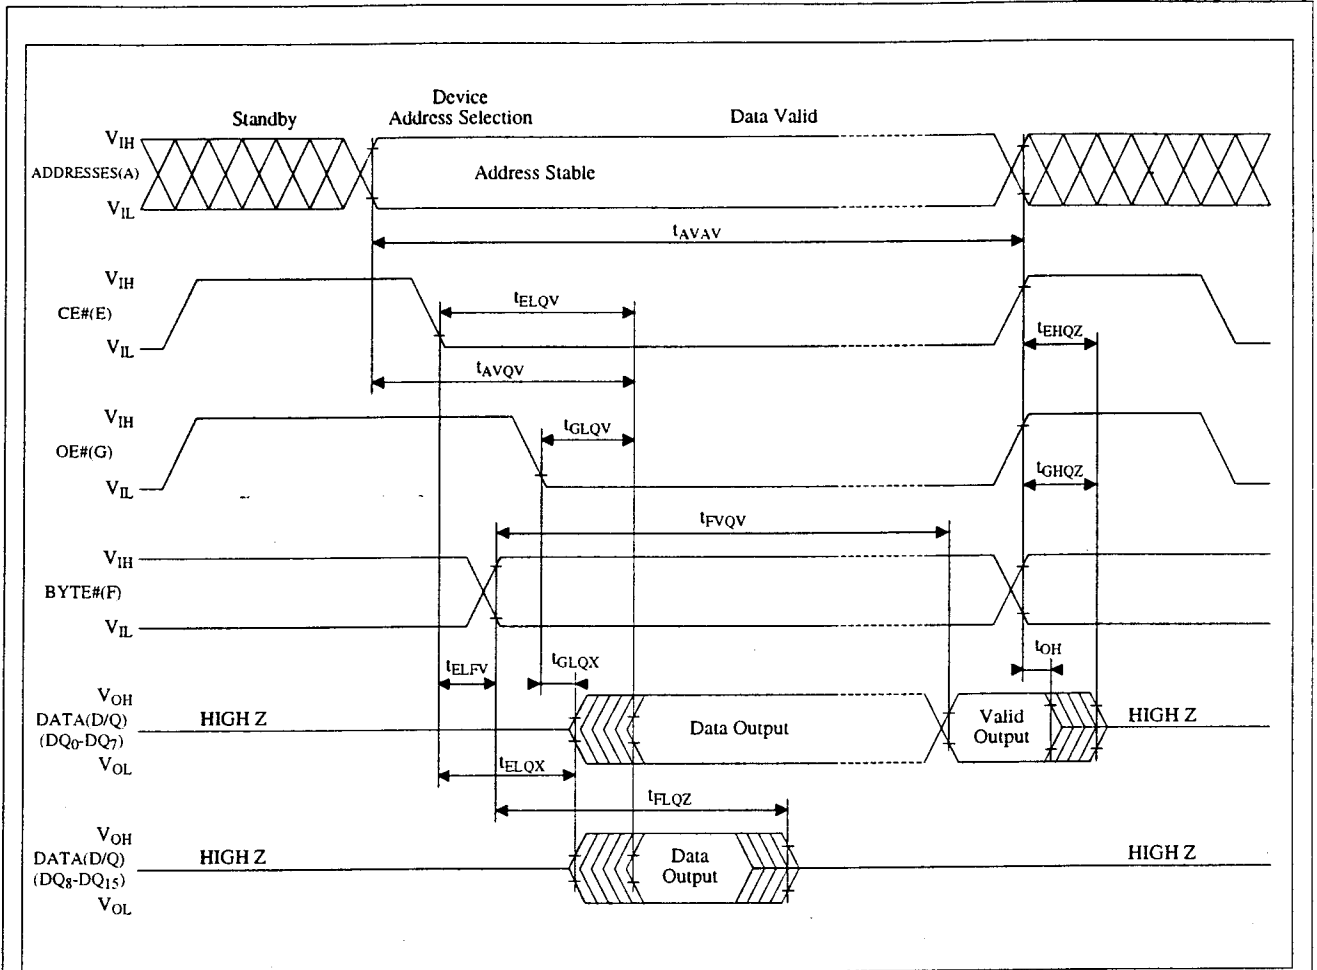 Standby
Device
Address Selection
Data Valid
VIH
ADDRESSES(A)
VIL
Address Stable
tAVAV
VIH
CE#(E)
VIL
tELQV
tEHQZ
tAVQV
VIH
OE#(G)
VIL
tGLQV
tGHQZ
tFVQV
VIH
BYTE#(F)
VIL
tELFV
tGLQX
tOH
VOH
DATA(D/Q)
(DQ0-DQ7)
VOL
HIGH Z
Data Output
Valid
Output
HIGH Z
tELQX
tFLQZ
VOH
DATA(D/Q)
(DQ8-DQ15)
VOL
HIGH Z
Data
Output
HIGH Z